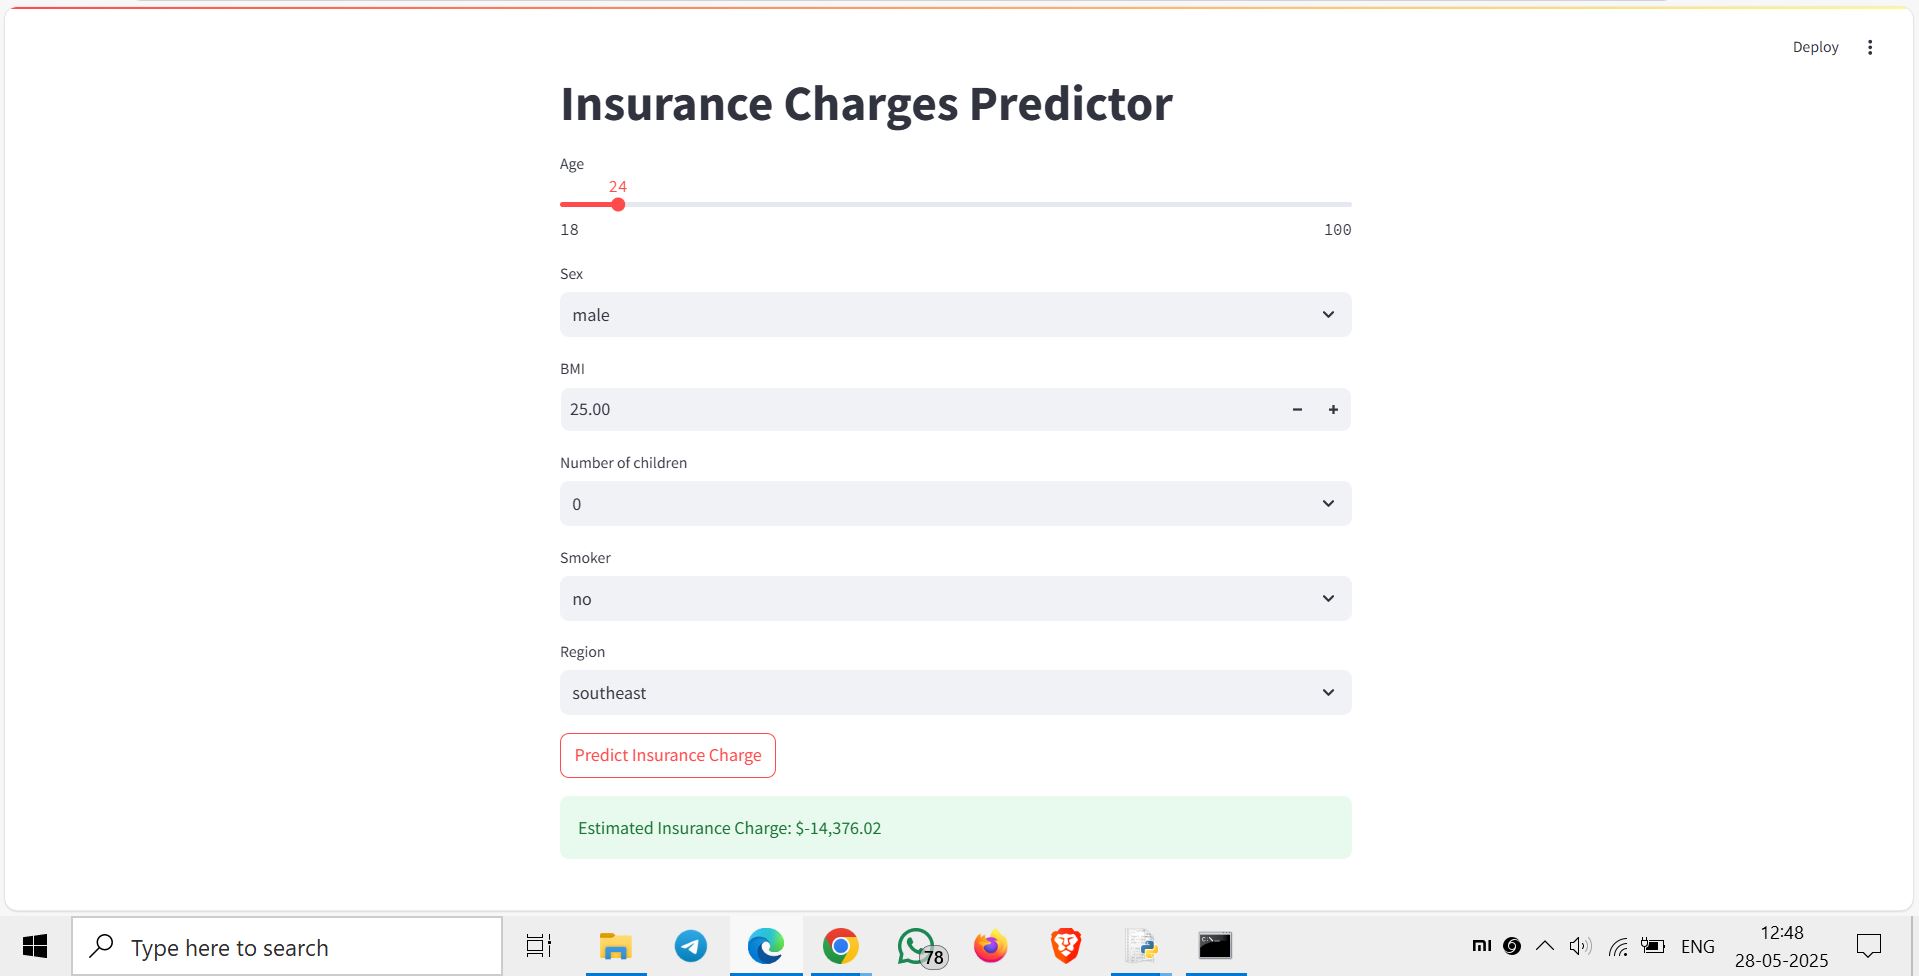 Deploy
Insurance Charges Predictor
Age
24
18 100
Sex
male
BMI
25.00
Number of children
0
Smoker
no
Region
southeast
Predict Insurance Charge
Estimated Insurance Charge: $-14,376.02
Type here to search
78
C:\_
mi
ENG
12:48
28-05-2025